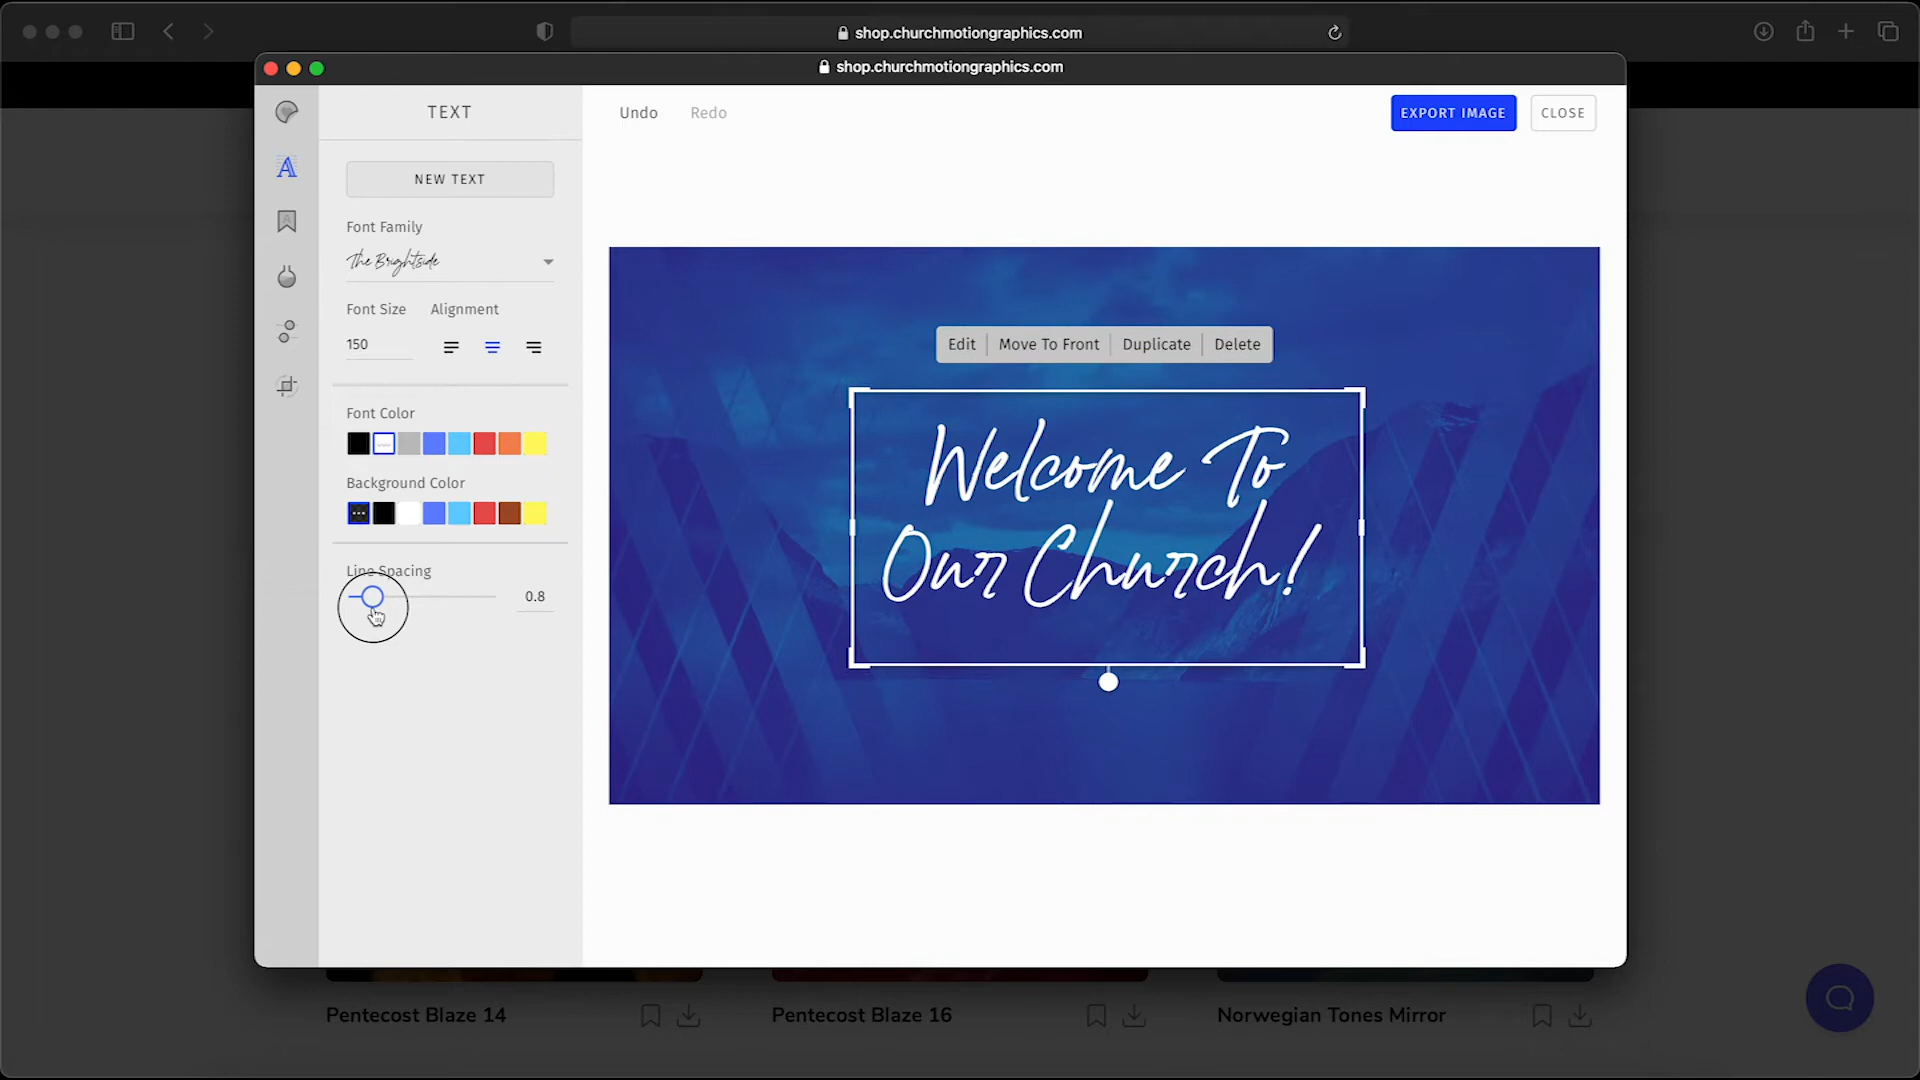 shop.churchmotiongraphics.com
shop.churchmotiongraphics.com
TEXT
Undo
Redo
EXPORT IMAGE
CLOSE
NEW TEXT
Font Family
The Brightside
Font Size
Alignment
150
Edit
Move To Front
Duplicate
Delete
Font Color
Welcome To
Our Church!
Background Color
Line Spacing
0.8
Pentecost Blaze 14
Pentecost Blaze 16
Norwegian Tones Mirror